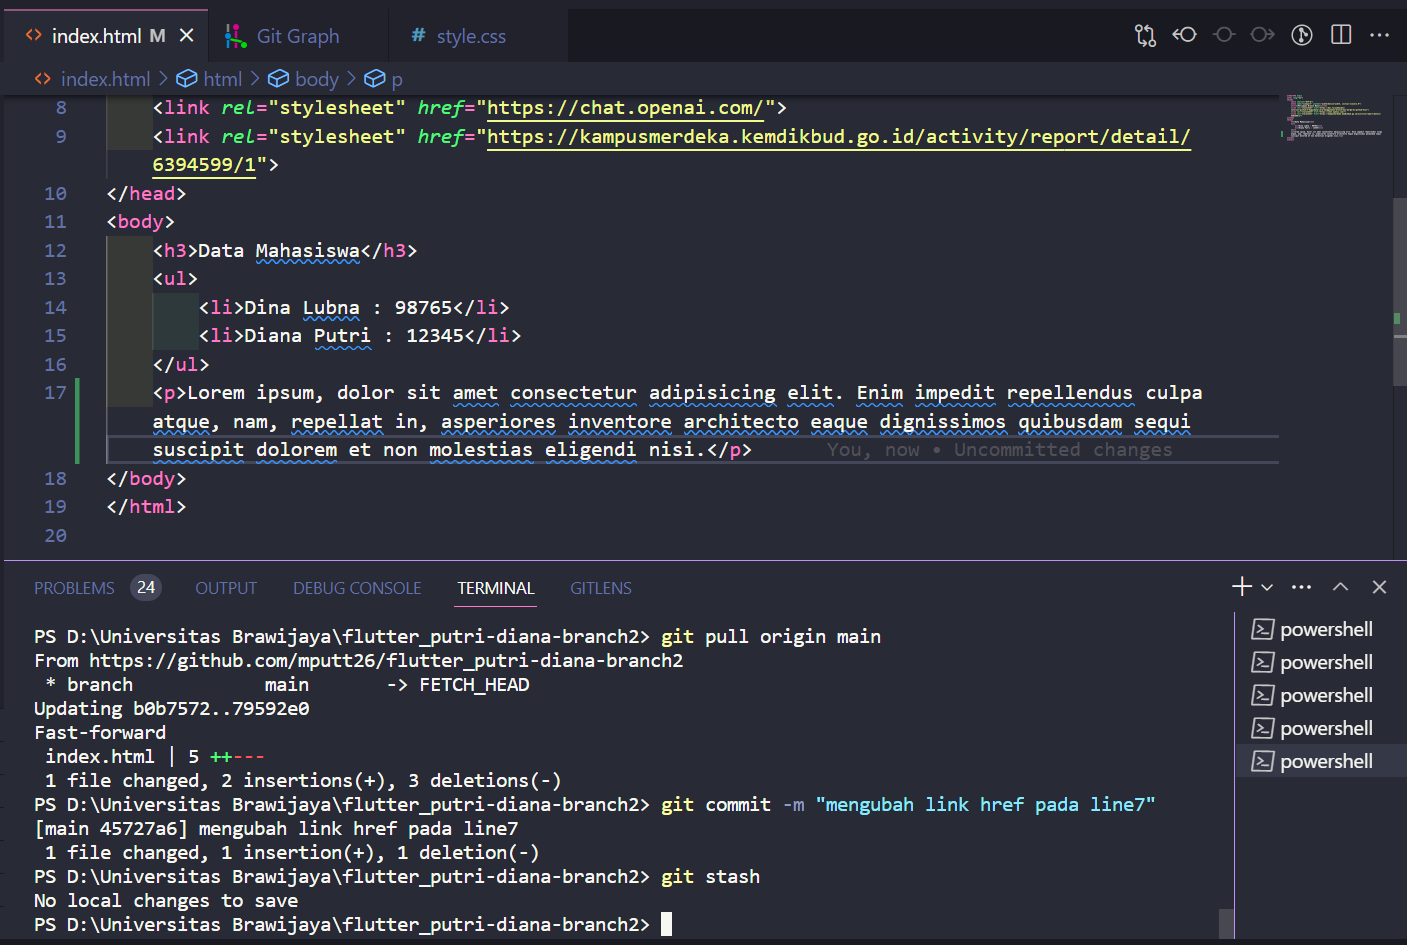 index.html M
Git Graph
# style.css
index.html > html > body > p
8 <link rel="stylesheet" href="https://chat.openai.com/">
9 <link rel="stylesheet" href="https://kampusmerdeka.kemdikbud.go.id/activity/report/detail/
6394599/1">
10 </head>
11 <body>
12 <h3>Data Mahasiswa</h3>
13 <ul>
14 <li>Dina Lubna : 98765</li>
15 <li>Diana Putri : 12345</li>
16 </ul>
17 <p>Lorem ipsum, dolor sit amet consectetur adipisicing elit. Enim impedit repellendus culpa
atque, nam, repellat in, asperiores inventore architecto eaque dignissimos quibusdam sequi
suscipit dolorem et non molestias eligendi nisi.</p> You, now • Uncommitted changes
18 </body>
19 </html>
20
PROBLEMS 24 OUTPUT DEBUG CONSOLE TERMINAL GITLENS
PS D:\Universitas Brawijaya\flutter_putri-diana-branch2> git pull origin main
From https://github.com/mputt26/flutter_putri-diana-branch2
* branch main -> FETCH_HEAD
Updating b0b7572..79592e0
Fast-forward
index.html | 5 ++---
1 file changed, 2 insertions(+), 3 deletions(-)
PS D:\Universitas Brawijaya\flutter_putri-diana-branch2> git commit -m "mengubah link href pada line7"
[main 45727a6] mengubah link href pada line7
1 file changed, 1 insertion(+), 1 deletion(-)
PS D:\Universitas Brawijaya\flutter_putri-diana-branch2> git stash
No local changes to save
PS D:\Universitas Brawijaya\flutter_putri-diana-branch2>
powershell
powershell
powershell
powershell
powershell